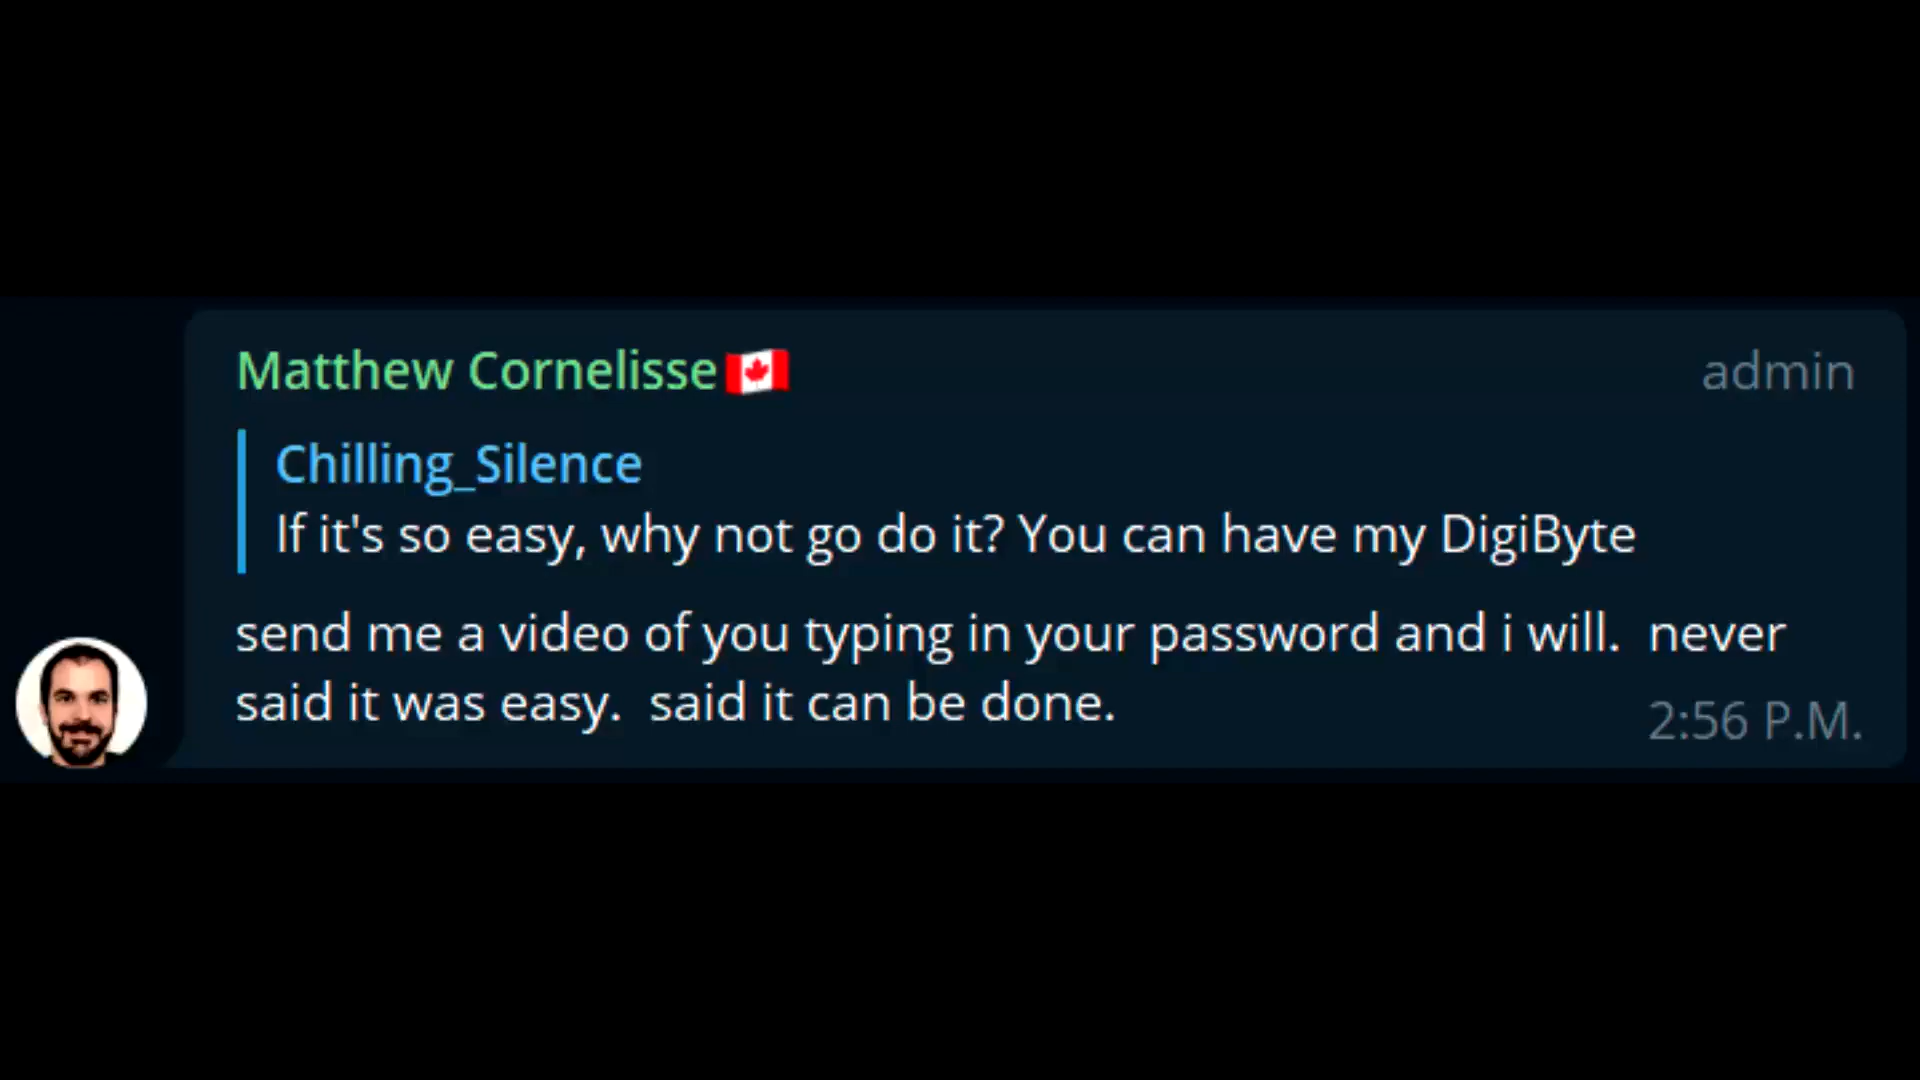 Matthew Cornelisse🇨🇦 admin
Chilling_Silence
If it's so easy, why not go do it? You can have my DigiByte
send me a video of you typing in your password and i will.  never
said it was easy.  said it can be done.
2:56 P.M.